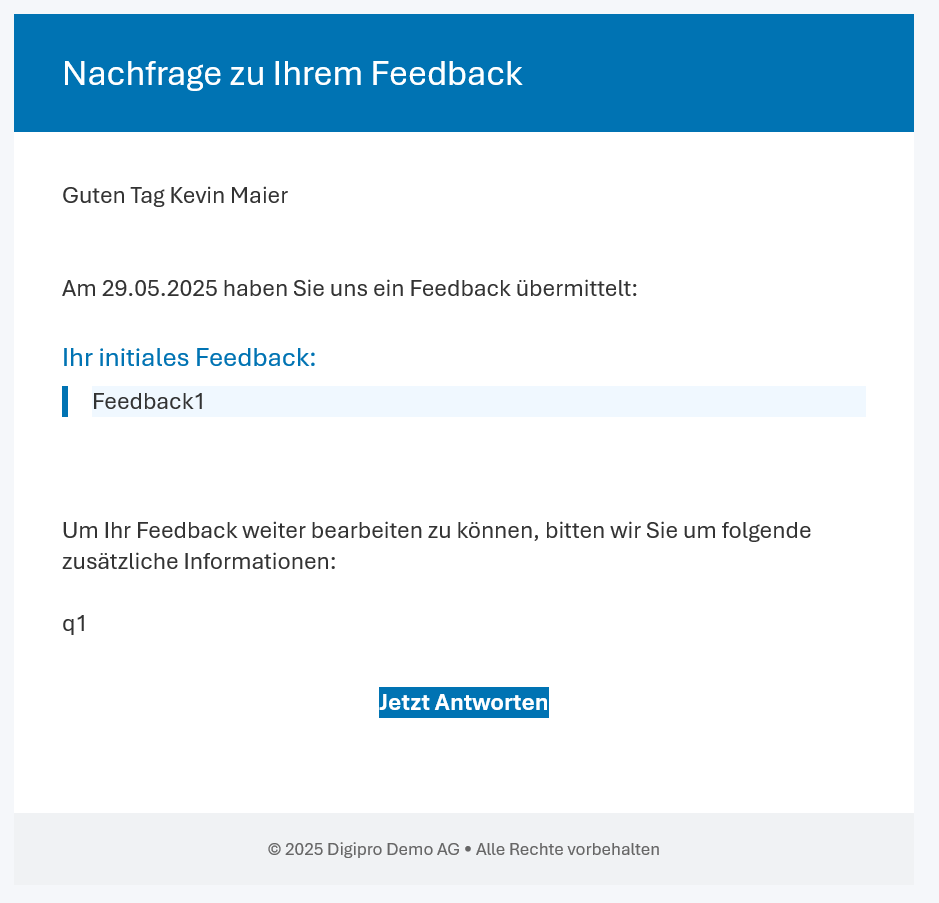 Nachfrage zu Ihrem Feedback
Guten Tag Kevin Maier
Am 29.05.2025 haben Sie uns ein Feedback übermittelt:
Ihr initiales Feedback:
Feedback1
Um Ihr Feedback weiter bearbeiten zu können, bitten wir Sie um folgende
zusätzliche Informationen:
q1
Jetzt Antworten
© 2025 Digipro Demo AG • Alle Rechte vorbehalten